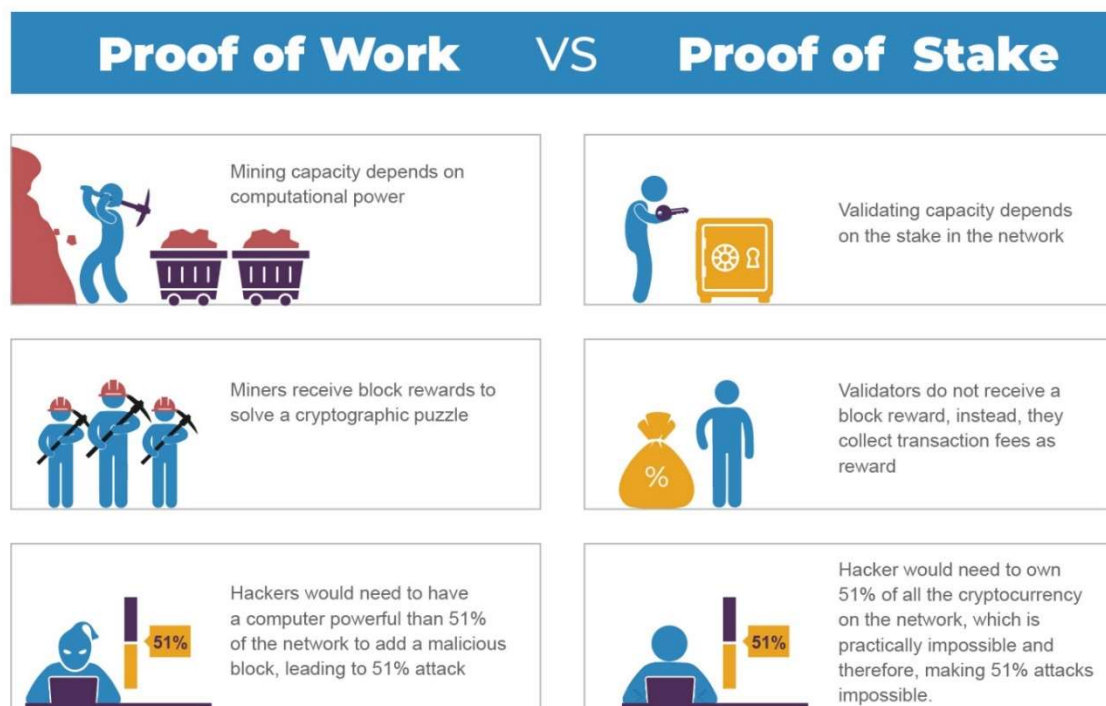 Proof of Work VS Proof of Stake
Mining capacity depends on
computational power
Validating capacity depends
on the stake in the network
Miners receive block rewards to
solve a cryptographic puzzle
Validators do not receive a
block reward, instead, they
collect transaction fees as
reward
%
Hackers would need to have
a computer powerful than 51%
of the network to add a malicious
block, leading to 51% attack
51%
Hacker would need to own
51% of all the cryptocurrency
on the network, which is
practically impossible and
therefore, making 51% attacks
impossible.
51%